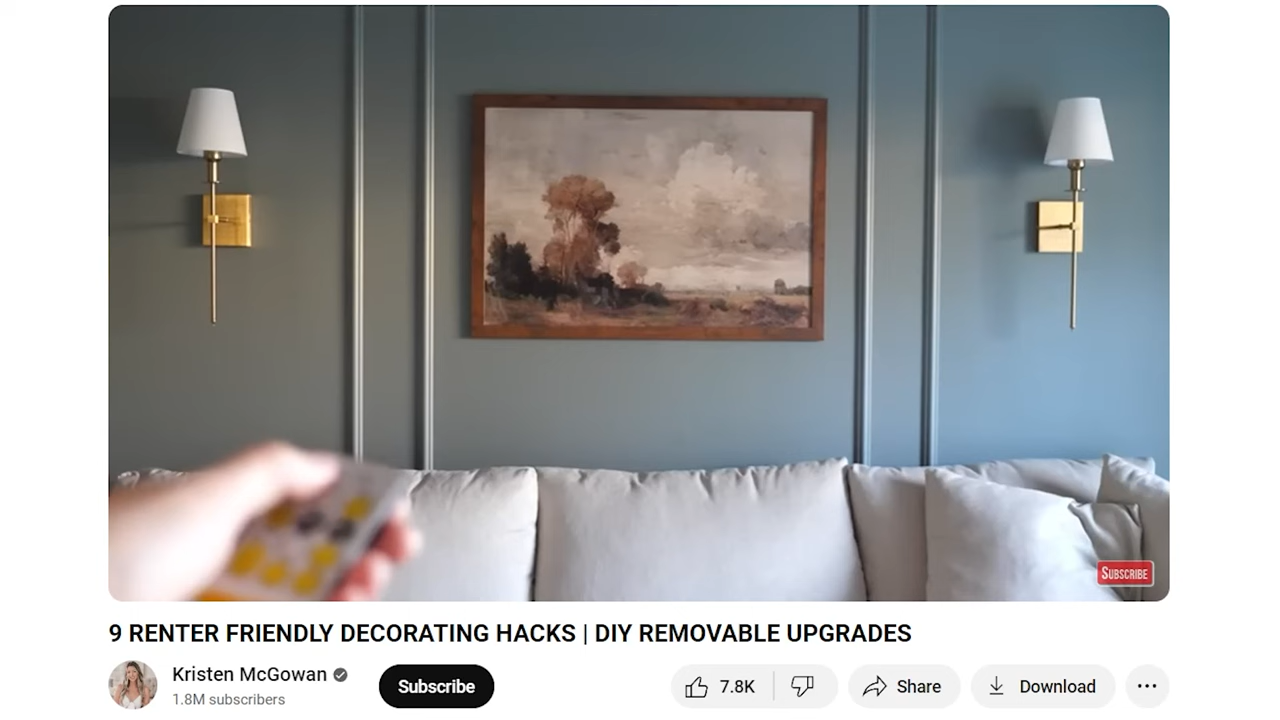 SUBSCRIBE
9 RENTER FRIENDLY DECORATING HACKS | DIY REMOVABLE UPGRADES
Kristen McGowan
1.8M subscribers
Subscribe
7.8K
Share
Download